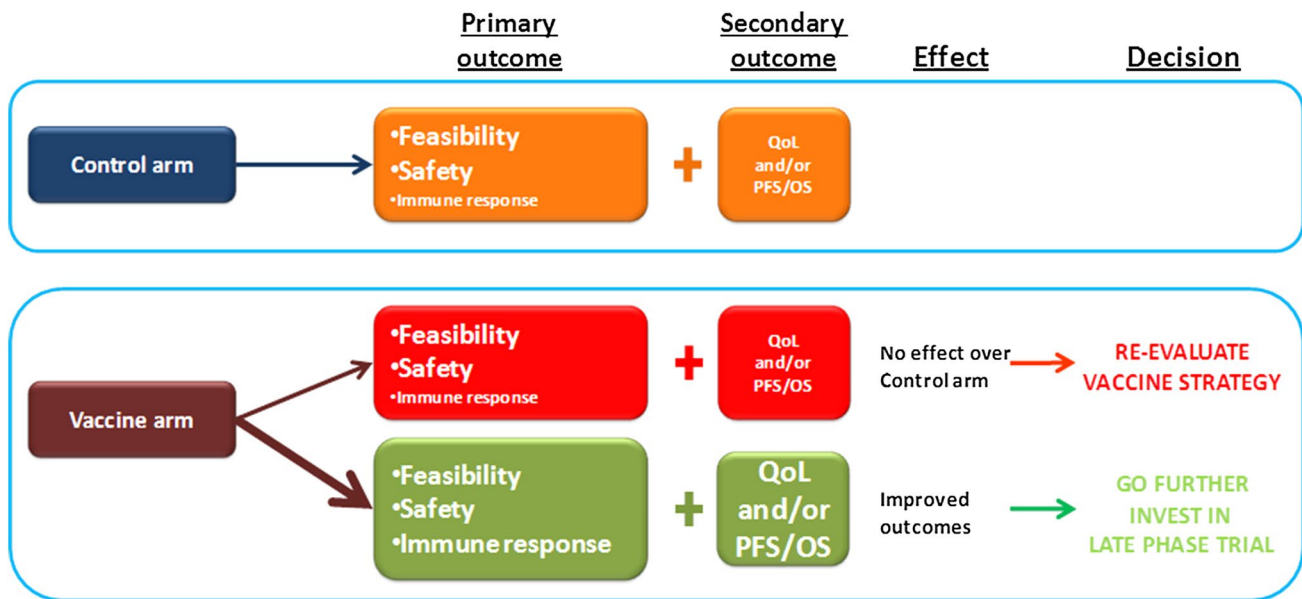 Primary outcome
Secondary outcome
Effect
Decision
Control arm
•Feasibility
•Safety
•Immune response
+
QoL
and/or
PFS/OS
Vaccine arm
•Feasibility
•Safety
•Immune response
+
QoL
and/or
PFS/OS
No effect over
Control arm
RE-EVALUATE
VACCINE STRATEGY
•Feasibility
•Safety
•Immune response
+
QoL
and/or
PFS/OS
Improved
outcomes
GO FURTHER
INVEST IN
LATE PHASE TRIAL